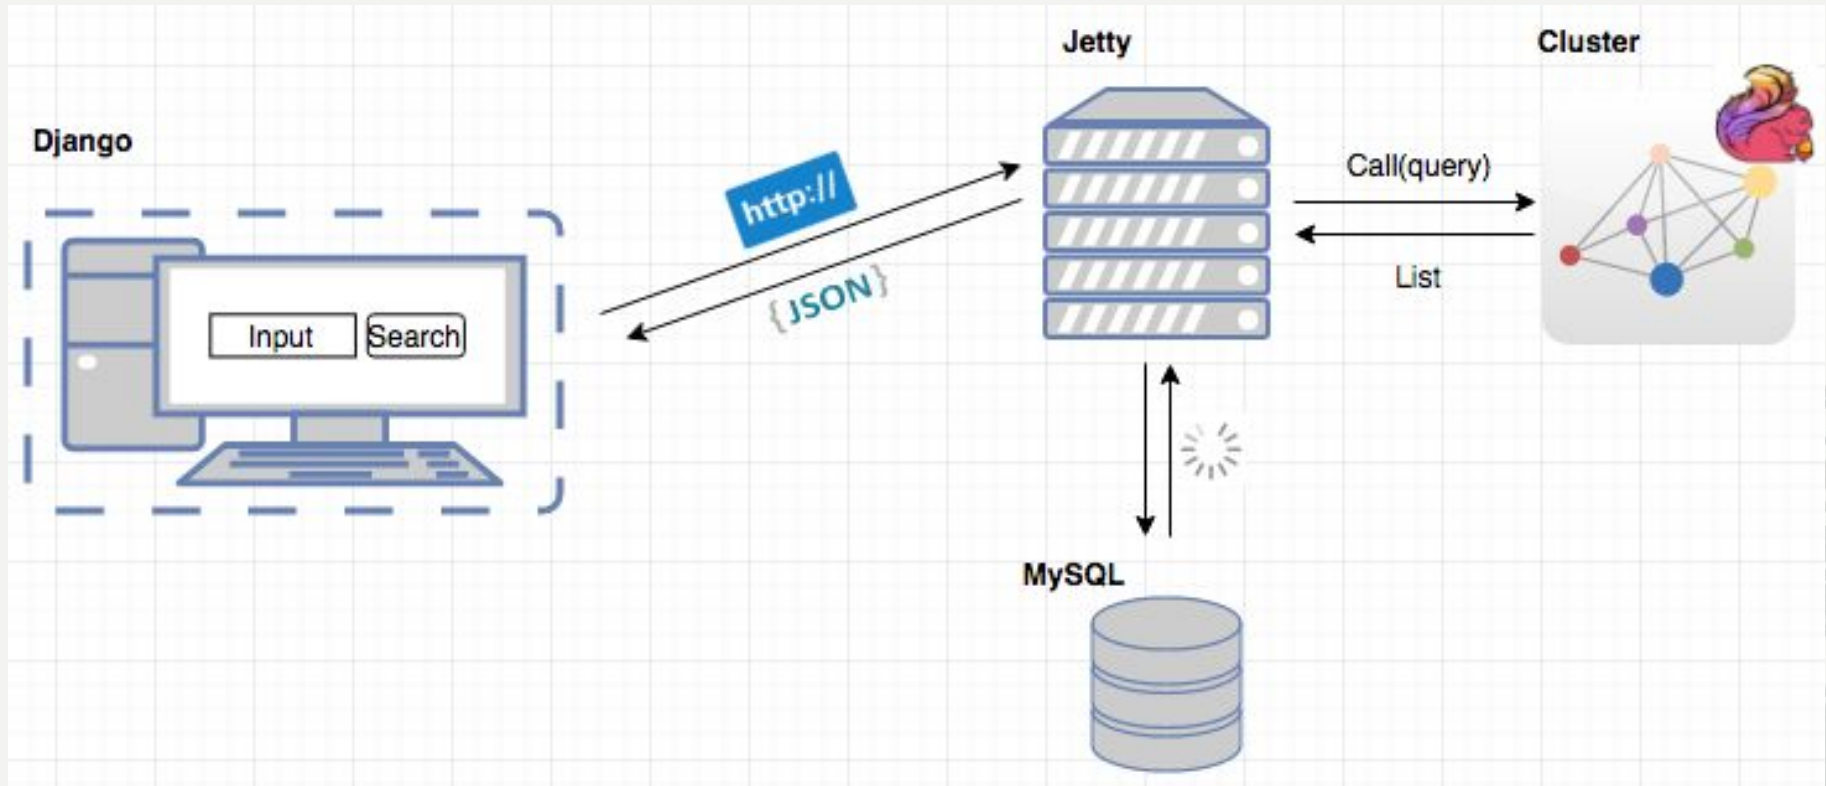 Django
Input
Search
http://
{JSON}
Jetty
Call(query)
List
Cluster
MySQL